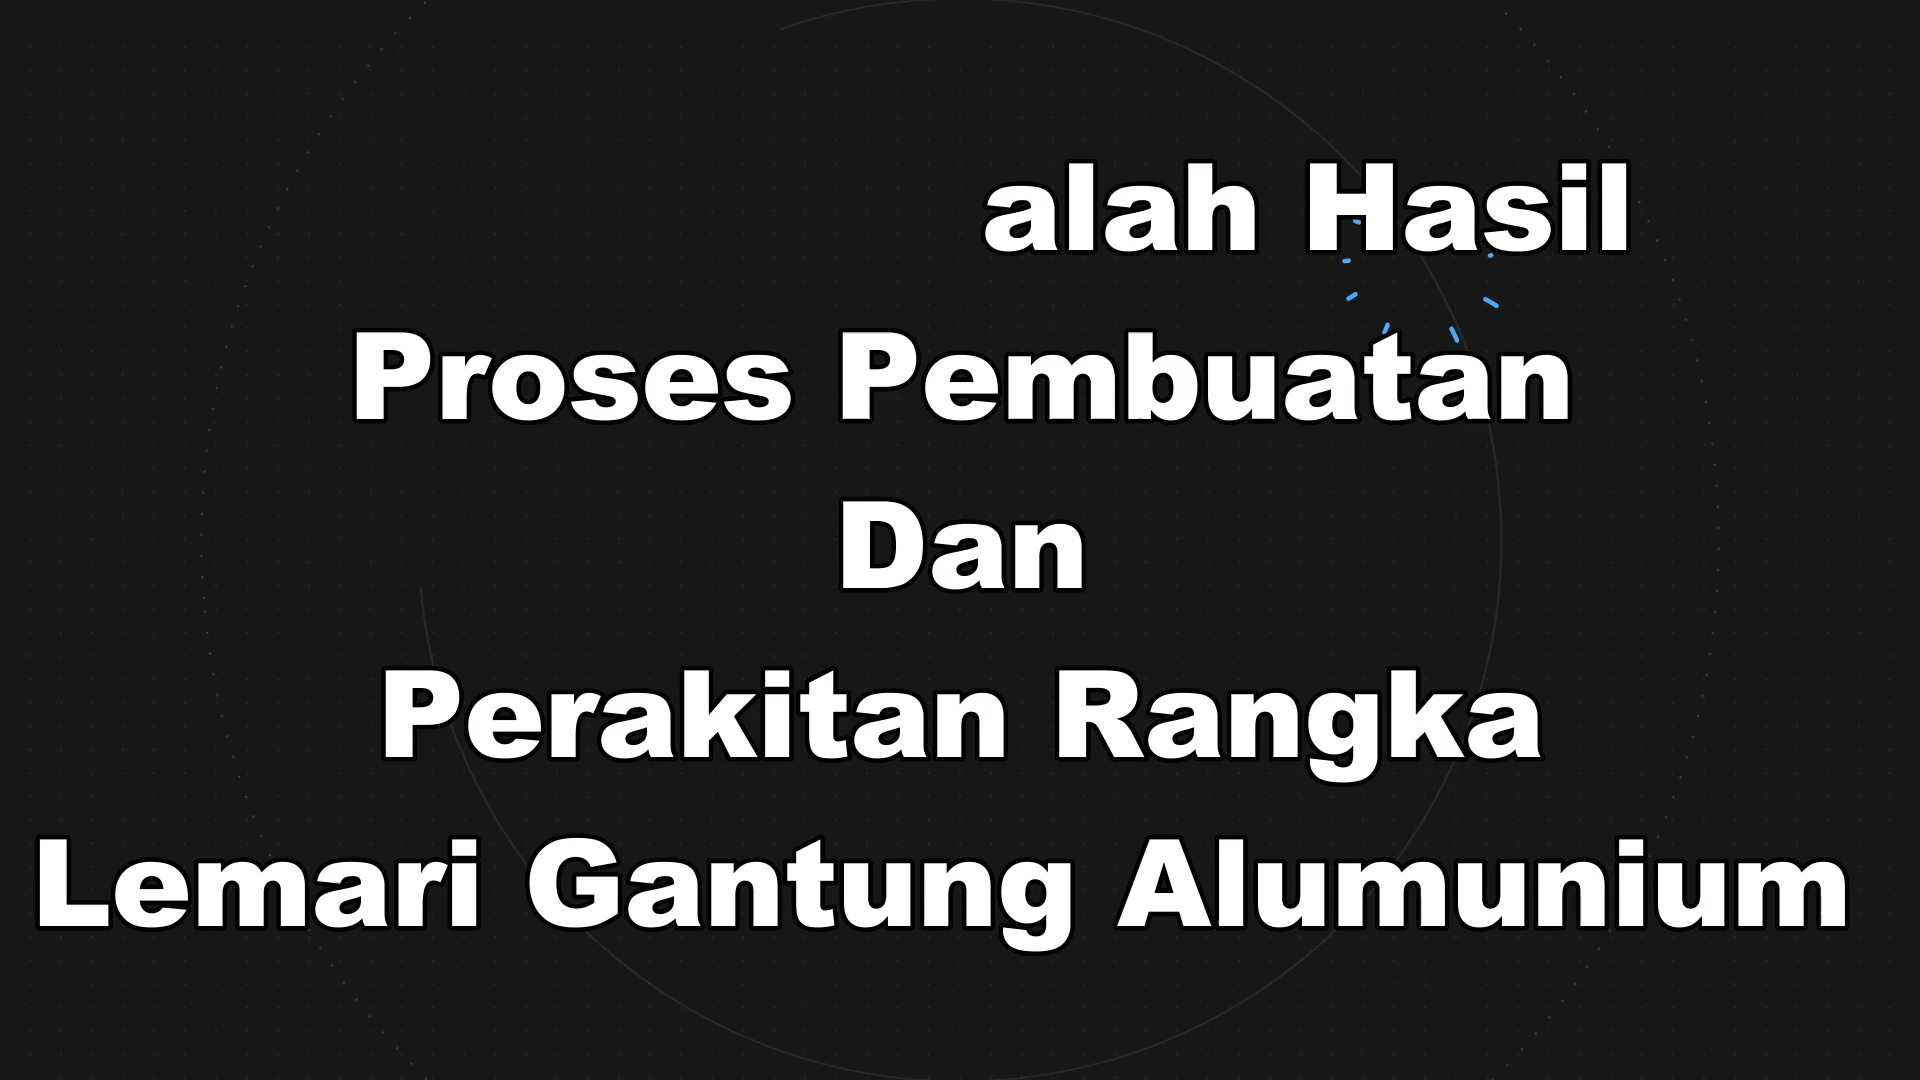 alah Hasil
Proses Pembuatan
Dan
Perakitan Rangka
Lemari Gantung Alumunium